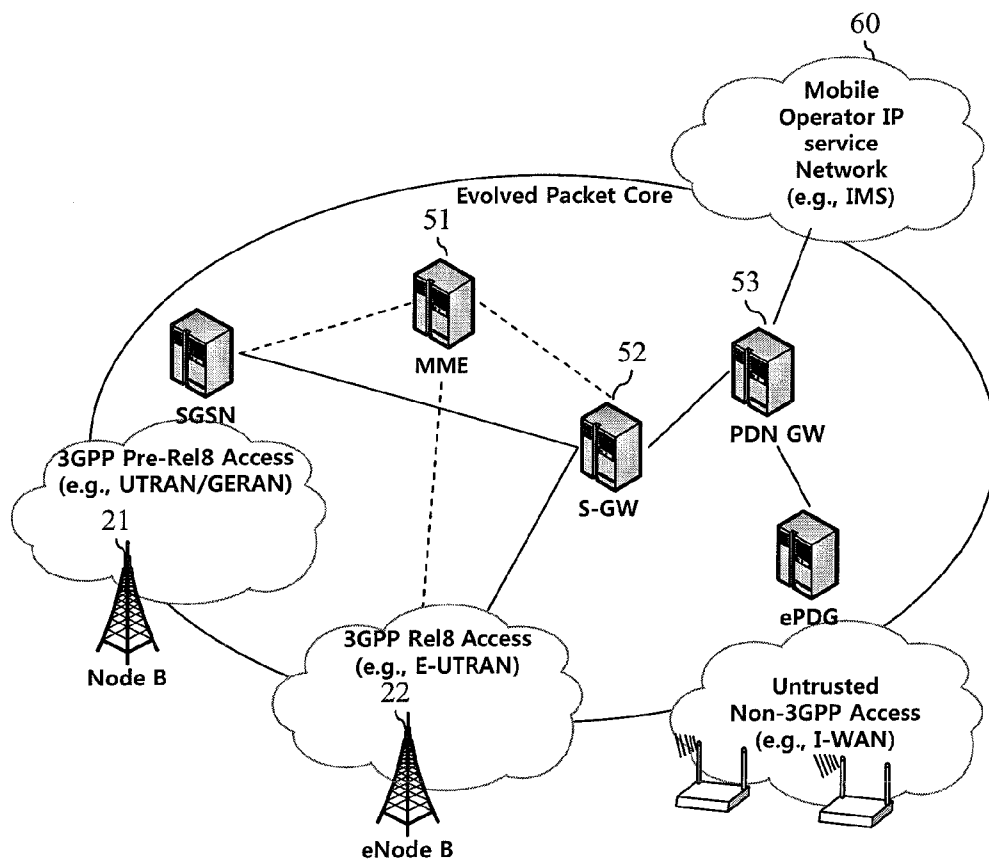 60
Mobile
Operator IP
service
Network
(e.g., IMS)
Evolved Packet Core
51
MME
53
PDN GW
SGSN
52
S-GW
3GPP Pre-Rel8 Access
(e.g., UTRAN/GERAN)
21
Node B
ePDG
3GPP Rel8 Access
(e.g., E-UTRAN)
22
eNode B
Untrusted
Non-3GPP Access
(e.g., I-WAN)